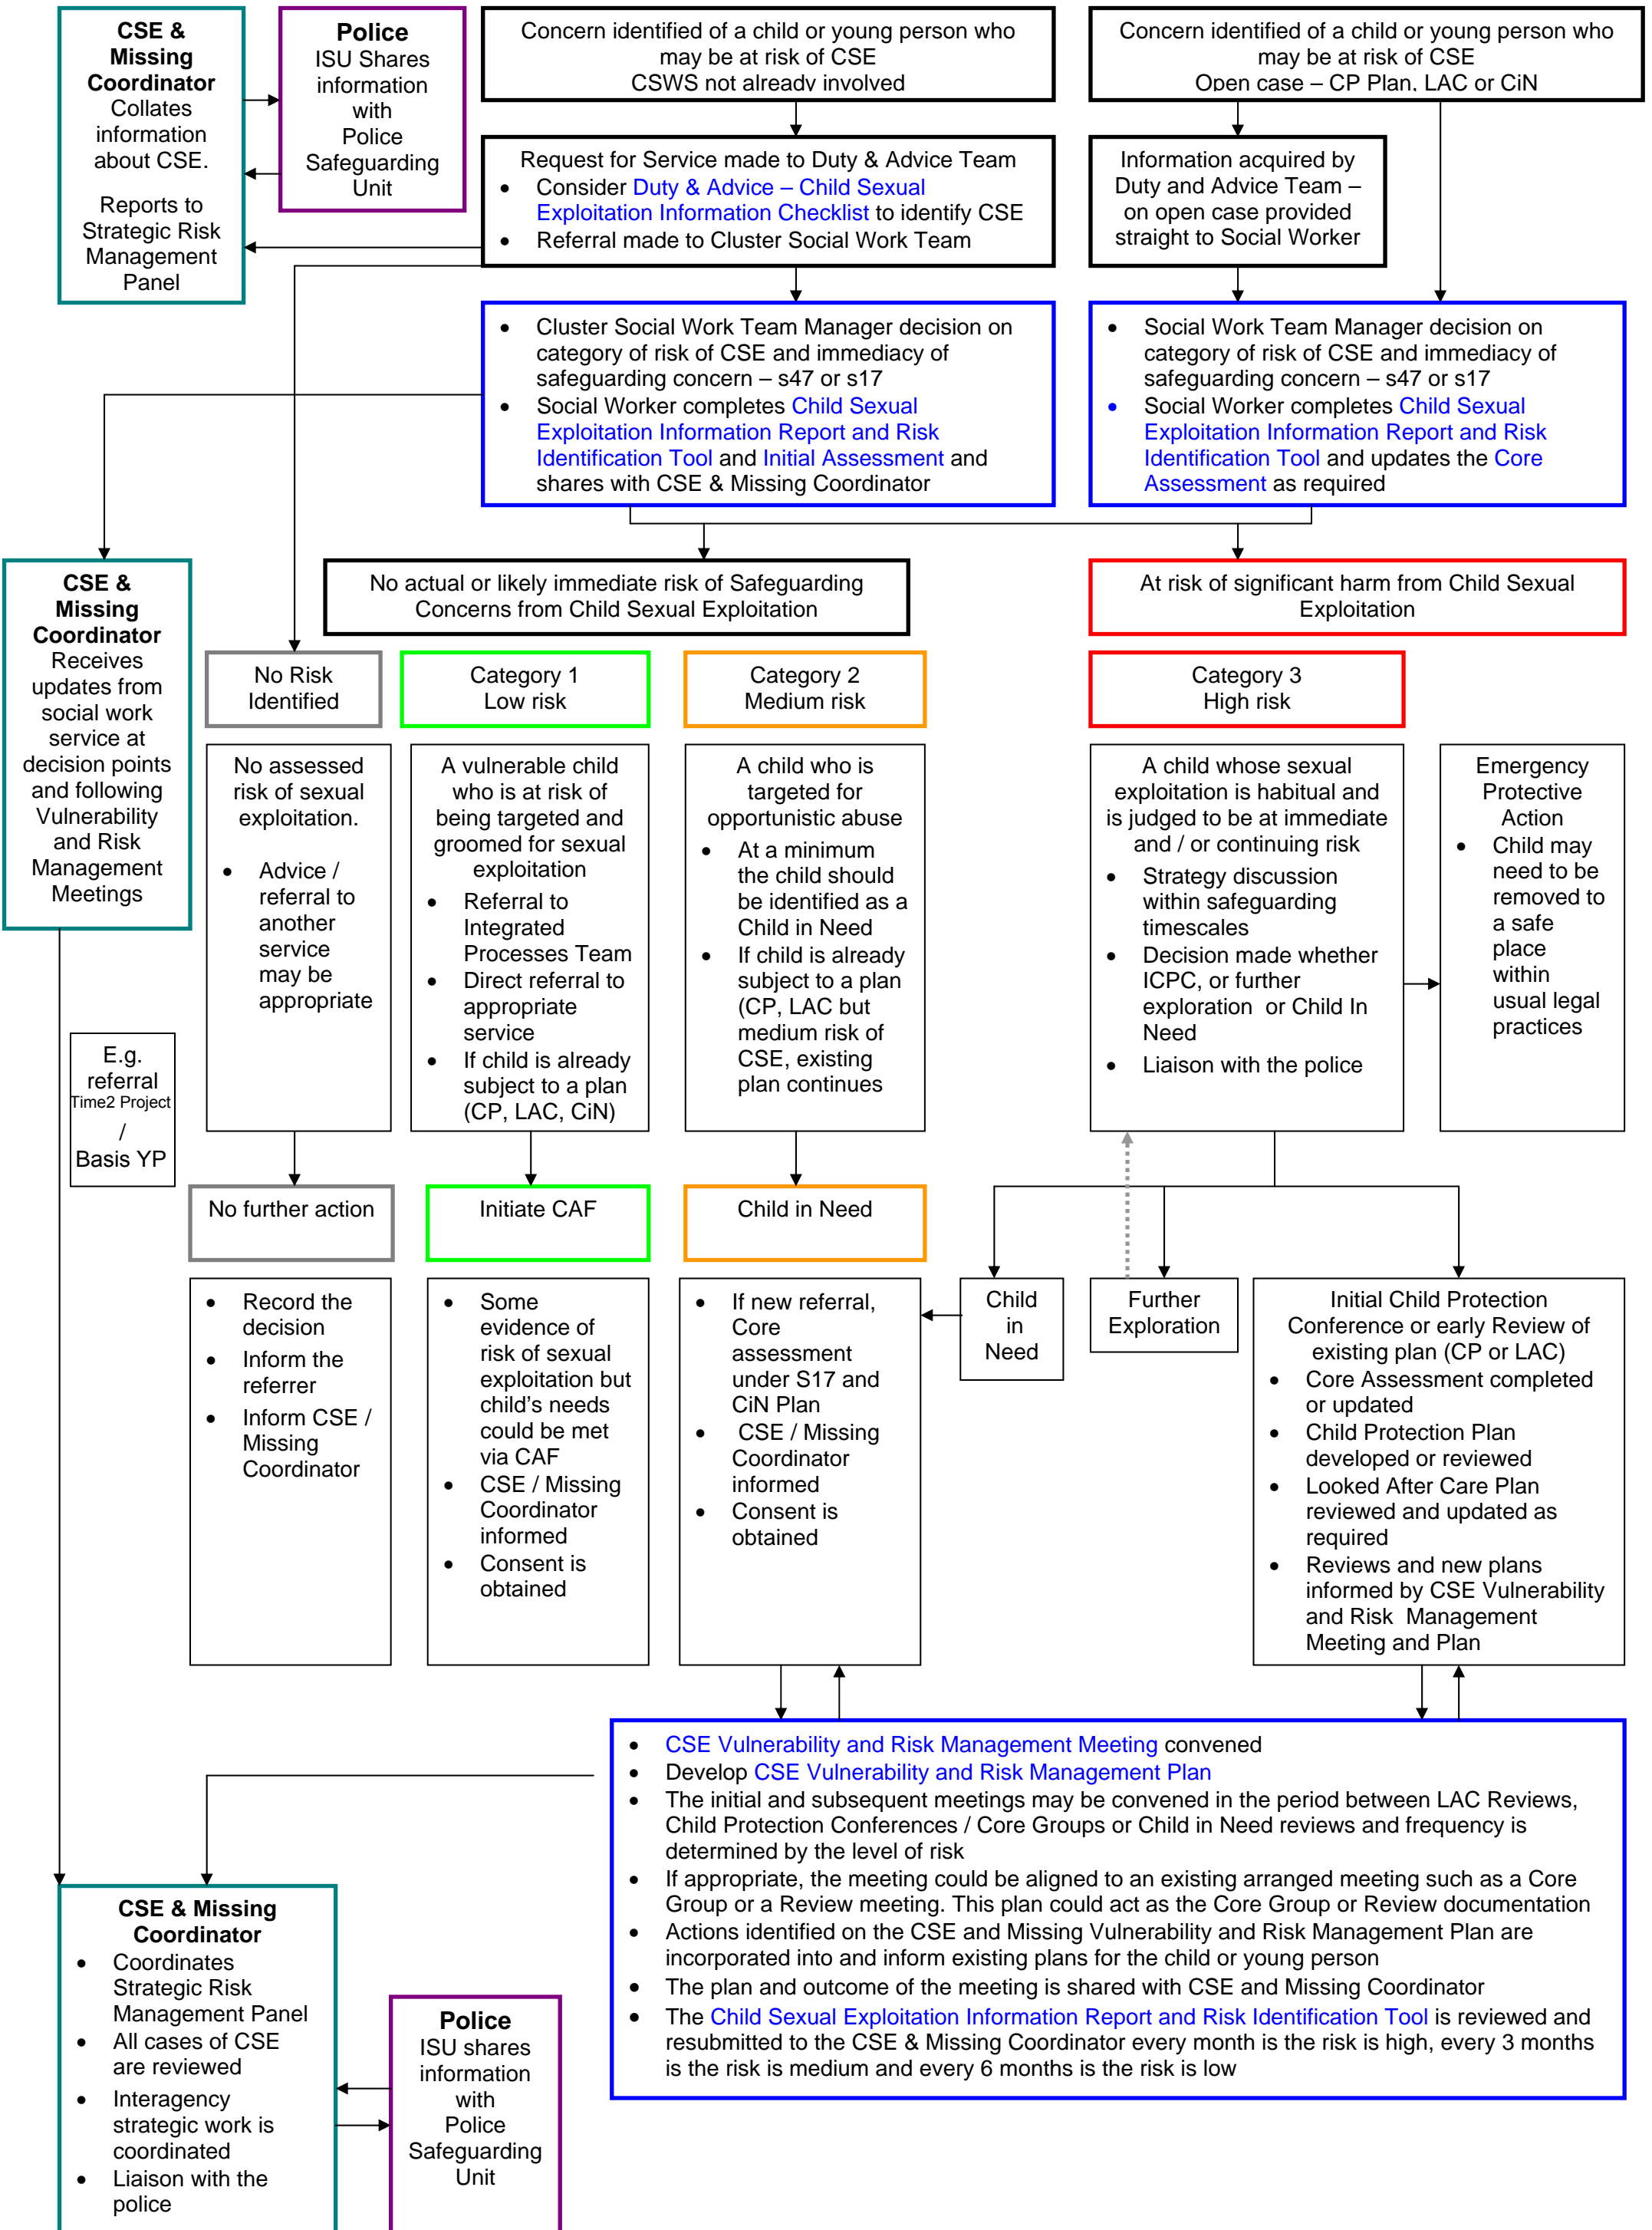 CSE &
Missing
Coordinator
Collates
information
about CSE.
Reports to
Strategic Risk
Management
Panel
Police
ISU Shares
information
with
Police
Safeguarding
Unit
Concern identified of a child or young person who
may be at risk of CSE
CSWS not already involved
Concern identified of a child or young person who
may be at risk of CSE
Open case – CP Plan, LAC or CiN
Request for Service made to Duty & Advice Team
• Consider Duty & Advice – Child Sexual
Exploitation Information Checklist to identify CSE
• Referral made to Cluster Social Work Team
Information acquired by
Duty and Advice Team –
on open case provided
straight to Social Worker
• Cluster Social Work Team Manager decision on
category of risk of CSE and immediacy of
safeguarding concern – s47 or s17
• Social Worker completes Child Sexual
Exploitation Information Report and Risk
Identification Tool and Initial Assessment and
shares with CSE & Missing Coordinator
• Social Work Team Manager decision on
category of risk of CSE and immediacy of
safeguarding concern – s47 or s17
• Social Worker completes Child Sexual
Exploitation Information Report and Risk
Identification Tool and updates the Core
Assessment as required
CSE &
Missing
Coordinator
Receives
updates from
social work
service at
decision points
and following
Vulnerability
and Risk
Management
Meetings
No actual or likely immediate risk of Safeguarding
Concerns from Child Sexual Exploitation
At risk of significant harm from Child Sexual
Exploitation
No Risk
Identified
Category 1
Low risk
Category 2
Medium risk
Category 3
High risk
No assessed
risk of sexual
exploitation.
• Advice /
referral to
another
service
may be
appropriate
A vulnerable child
who is at risk of
being targeted and
groomed for sexual
exploitation
• Referral to
Integrated
Processes Team
• Direct referral to
appropriate
service
• If child is already
subject to a plan
(CP, LAC, CiN)
A child who is
targeted for
opportunistic abuse
• At a minimum
the child should
be identified as a
Child in Need
• If child is already
subject to a plan
(CP, LAC but
medium risk of
CSE, existing
plan continues
A child whose sexual
exploitation is habitual and
is judged to be at immediate
and / or continuing risk
• Strategy discussion
within safeguarding
timescales
• Decision made whether
ICPC, or further
exploration or Child In
Need
• Liaison with the police
Emergency
Protective
Action
• Child may
need to be
removed to
a safe
place
within
usual legal
practices
E.g.
referral
Time2 Project
/
Basis YP
No further action
Initiate CAF
Child in Need
• Record the
decision
• Inform the
referrer
• Inform CSE /
Missing
Coordinator
• Some
evidence of
risk of sexual
exploitation but
child's needs
could be met
via CAF
• CSE / Missing
Coordinator
informed
• Consent is
obtained
• If new referral,
Core
assessment
under S17 and
CiN Plan
• CSE / Missing
Coordinator
informed
• Consent is
obtained
Child
in
Need
Further
Exploration
Initial Child Protection
Conference or early Review of
existing plan (CP or LAC)
• Core Assessment completed
or updated
• Child Protection Plan
developed or reviewed
• Looked After Care Plan
reviewed and updated as
required
• Reviews and new plans
informed by CSE Vulnerability
and Risk Management
Meeting and Plan
• CSE Vulnerability and Risk Management Meeting convened
• Develop CSE Vulnerability and Risk Management Plan
• The initial and subsequent meetings may be convened in the period between LAC Reviews,
Child Protection Conferences / Core Groups or Child in Need reviews and frequency is
determined by the level of risk
• If appropriate, the meeting could be aligned to an existing arranged meeting such as a Core
Group or a Review meeting. This plan could act as the Core Group or Review documentation
• Actions identified on the CSE and Missing Vulnerability and Risk Management Plan are
incorporated into and inform existing plans for the child or young person
• The plan and outcome of the meeting is shared with CSE and Missing Coordinator
• The Child Sexual Exploitation Information Report and Risk Identification Tool is reviewed and
resubmitted to the CSE & Missing Coordinator every month is the risk is high, every 3 months
is the risk is medium and every 6 months is the risk is low
CSE & Missing
Coordinator
• Coordinates
Strategic Risk
Management Panel
• All cases of CSE
are reviewed
• Interagency
strategic work is
coordinated
• Liaison with the
police
Police
ISU shares
information
with
Police
Safeguarding
Unit